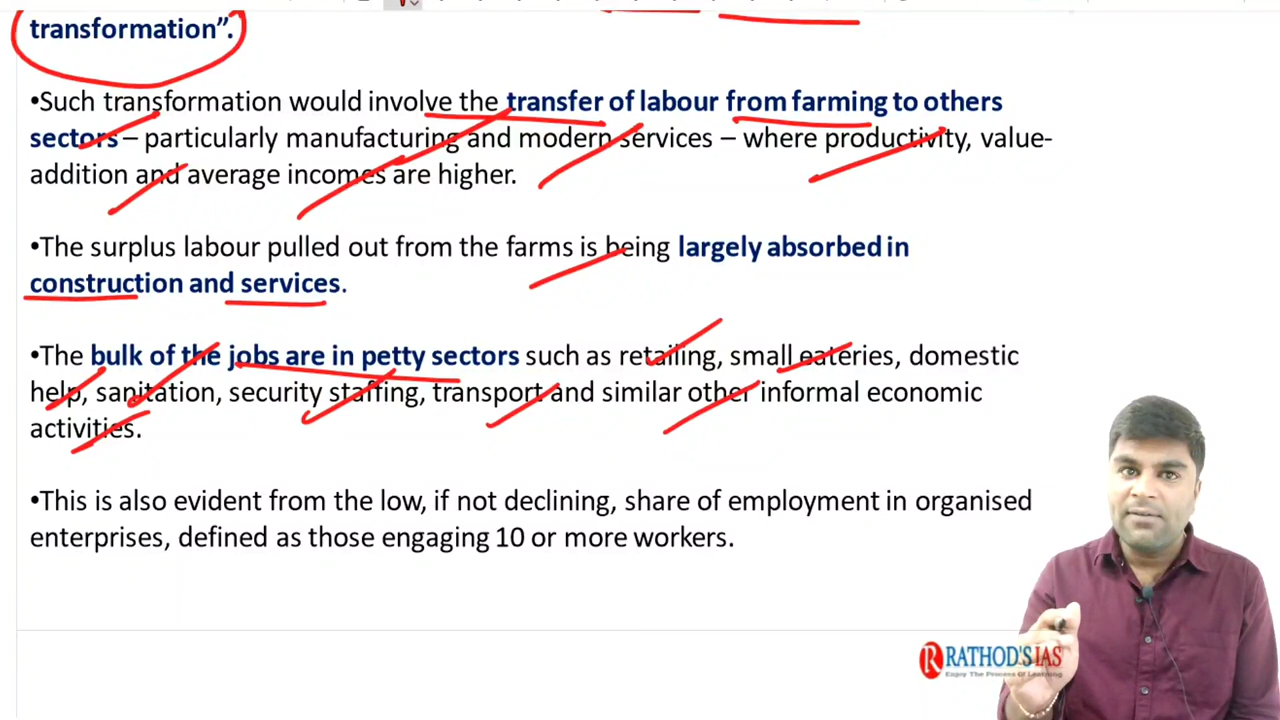 transformation”.
•Such transformation would involve the transfer of labour from farming to others
sectors – particularly manufacturing and modern services – where productivity, value-
addition and average incomes are higher.
•The surplus labour pulled out from the farms is being largely absorbed in
construction and services.
•The bulk of the jobs are in petty sectors such as retailing, small eateries, domestic
help, sanitation, security staffing, transport and similar other informal economic
activities.
•This is also evident from the low, if not declining, share of employment in organised
enterprises, defined as those engaging 10 or more workers.
R RATHOD'S IAS
Enjoy The Process Of Learning